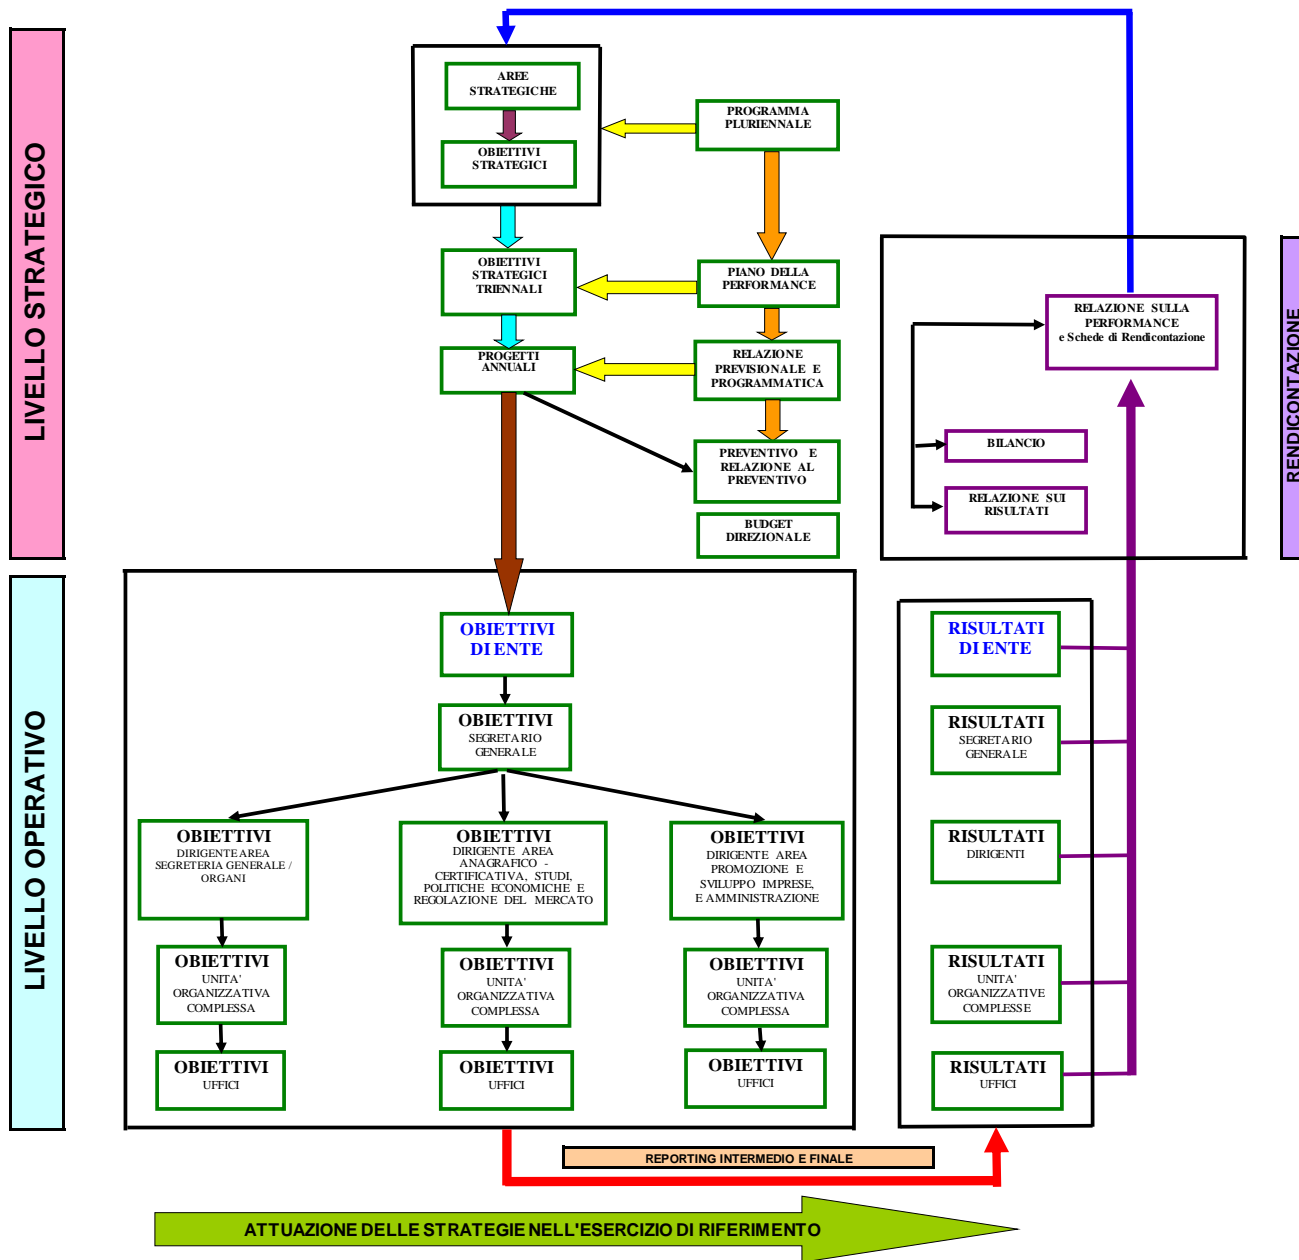 LIVELLO STRATEGICO
AREE
STRATEGICHE
OBIETTIVI
STRATEGICI
PROGRAMMA
PLURIENNALE
OBIETTIVI
STRATEGICI
TRIENNALI
PIANO DELLA
PERFORMANCE
PROGETTI
ANNUALI
RELAZIONE
PREVISIONALE E
PROGRAMMATICA
PREVENTIVO E
RELAZIONE AL
PREVENTIVO
BUDGET
DIREZIONALE
RELAZIONE SULLA
PERFORMANCE
e Schede di Rendicontazione
BILANCIO
RELAZIONE SUI
RISULTATI
RENDICONTAZIONE
LIVELLO OPERATIVO
OBIETTIVI
DI ENTE
OBIETTIVI
SEGRETARIO
GENERALE
OBIETTIVI
DIRIGENTE AREA
SEGRETERIA GENERALE /
ORGANI
OBIETTIVI
DIRIGENTE AREA
ANAGRAFICO -
CERTIFICATIVA, STUDI,
POLITICHE ECONOMICHE E
REGOLAZIONE DEL MERCATO
OBIETTIVI
DIRIGENTE AREA
PROMOZIONE E
SVILUPPO IMPRESE,
E AMMINISTRAZIONE
OBIETTIVI
UNITA'
ORGANIZZATIVA
COMPLESSA
OBIETTIVI
UNITA'
ORGANIZZATIVA
COMPLESSA
OBIETTIVI
UNITA'
ORGANIZZATIVA
COMPLESSA
OBIETTIVI
UFFICI
OBIETTIVI
UFFICI
OBIETTIVI
UFFICI
RISULTATI
DI ENTE
RISULTATI
SEGRETARIO
GENERALE
RISULTATI
DIRIGENTI
RISULTATI
UNITA'
ORGANIZZATIVE
COMPLESSE
RISULTATI
UFFICI
REPORTING INTERMEDIO E FINALE
ATTUAZIONE DELLE STRATEGIE NELL'ESERCIZIO DI RIFERIMENTO